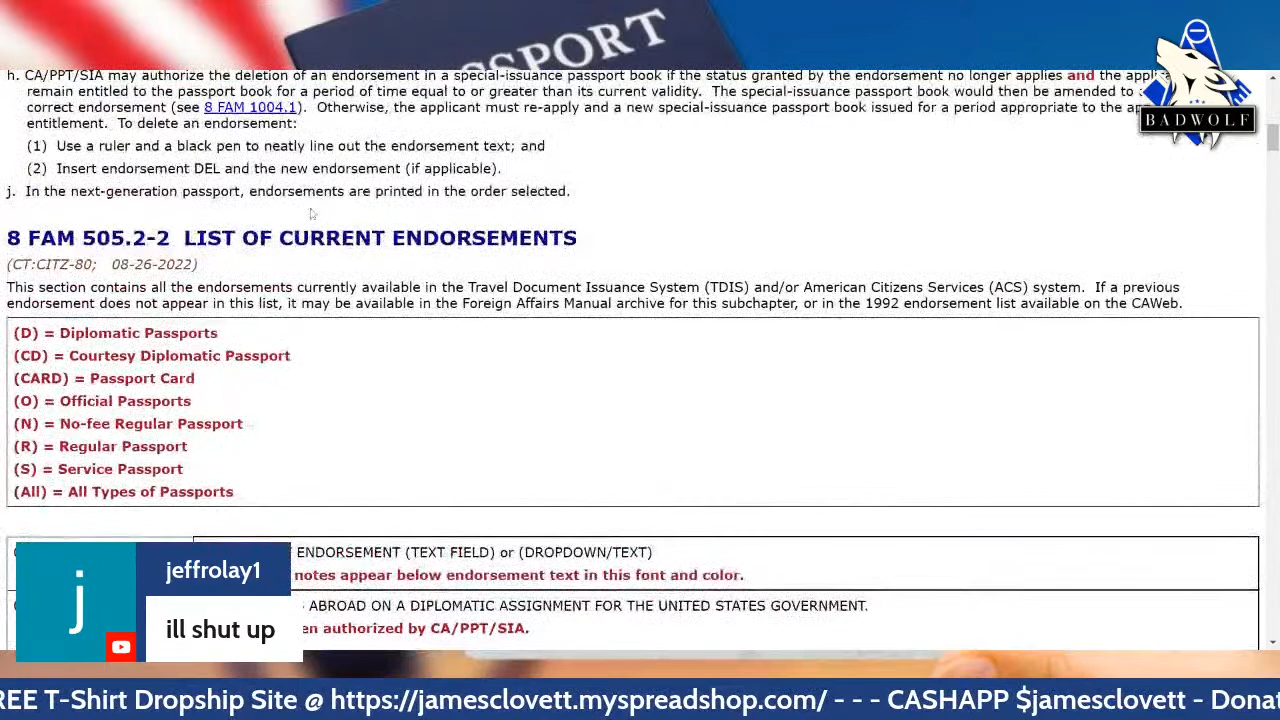 SPORT
h. CA/PPT/SIA may authorize the deletion of an endorsement in a special-issuance passport book if the status granted by the endorsement no longer applies and the
remain entitled to the passport book for a period of time equal to or greater than its current validity. The special-issuance passport book would then be amended to
correct endorsement (see 8 FAM 1004.1). Otherwise, the applicant must re-apply and a new special-issuance passport book issued for a period appropriate to the
entitlement. To delete an endorsement:
(1) Use a ruler and a black pen to neatly line out the endorsement text; and
(2) Insert endorsement DEL and the new endorsement (if applicable).
j. In the next-generation passport, endorsements are printed in the order selected.
BADWOLF
8 FAM 505.2-2 LIST OF CURRENT ENDORSEMENTS
(CT:CITZ-80; 08-26-2022)
This section contains all the endorsements currently available in the Travel Document Issuance System (TDIS) and/or American Citizens Services (ACS) system. If a previous
endorsement does not appear in this list, it may be available in the Foreign Affairs Manual archive for this subchapter, or in the 1992 endorsement list available on the CAWeb.
(D) = Diplomatic Passports
(CD) = Courtesy Diplomatic Passport
(CARD) = Passport Card
(O) = Official Passports
(N) = No-fee Regular Passport
(R) = Regular Passport
(S) = Service Passport
(All) = All Types of Passports
ENDORSEMENT (TEXT FIELD) or (DROPDOWN/TEXT)
notes appear below endorsement text in this font and color.
ABROAD ON A DIPLOMATIC ASSIGNMENT FOR THE UNITED STATES GOVERNMENT.
authorized by CA/PPT/SIA.
j
jeffrolay1
ill shut up
REE T-Shirt Dropship Site @ https://jamesclovett.myspreadshop.com/ - - - CASHAPP $jamesclovett - Dona